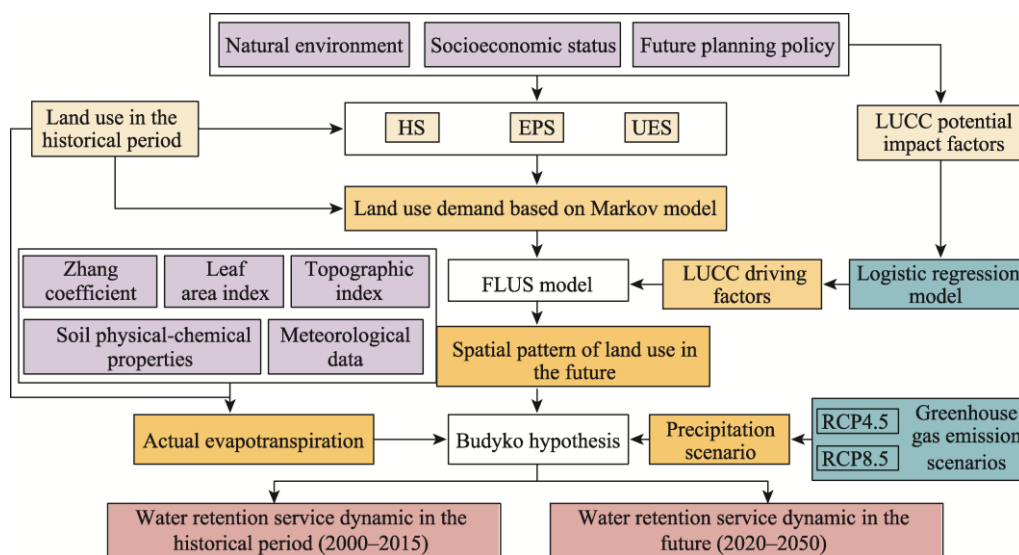 Natural environment
Socioeconomic status
Future planning policy
Land use in the
historical period
HS
EPS
UES
LUCC potential
impact factors
Land use demand based on Markov model
Zhang
coefficient
Leaf
area index
Topographic
index
FLUS model
LUCC driving
factors
Logistic regression
model
Soil physical-chemical
properties
Meteorological
data
Spatial pattern of land use in
the future
Actual evapotranspiration
Budyko hypothesis
Precipitation
scenario
RCP4.5
RCP8.5
Greenhouse
gas emission
scenarios
Water retention service dynamic in the
historical period (2000–2015)
Water retention service dynamic in the
future (2020–2050)